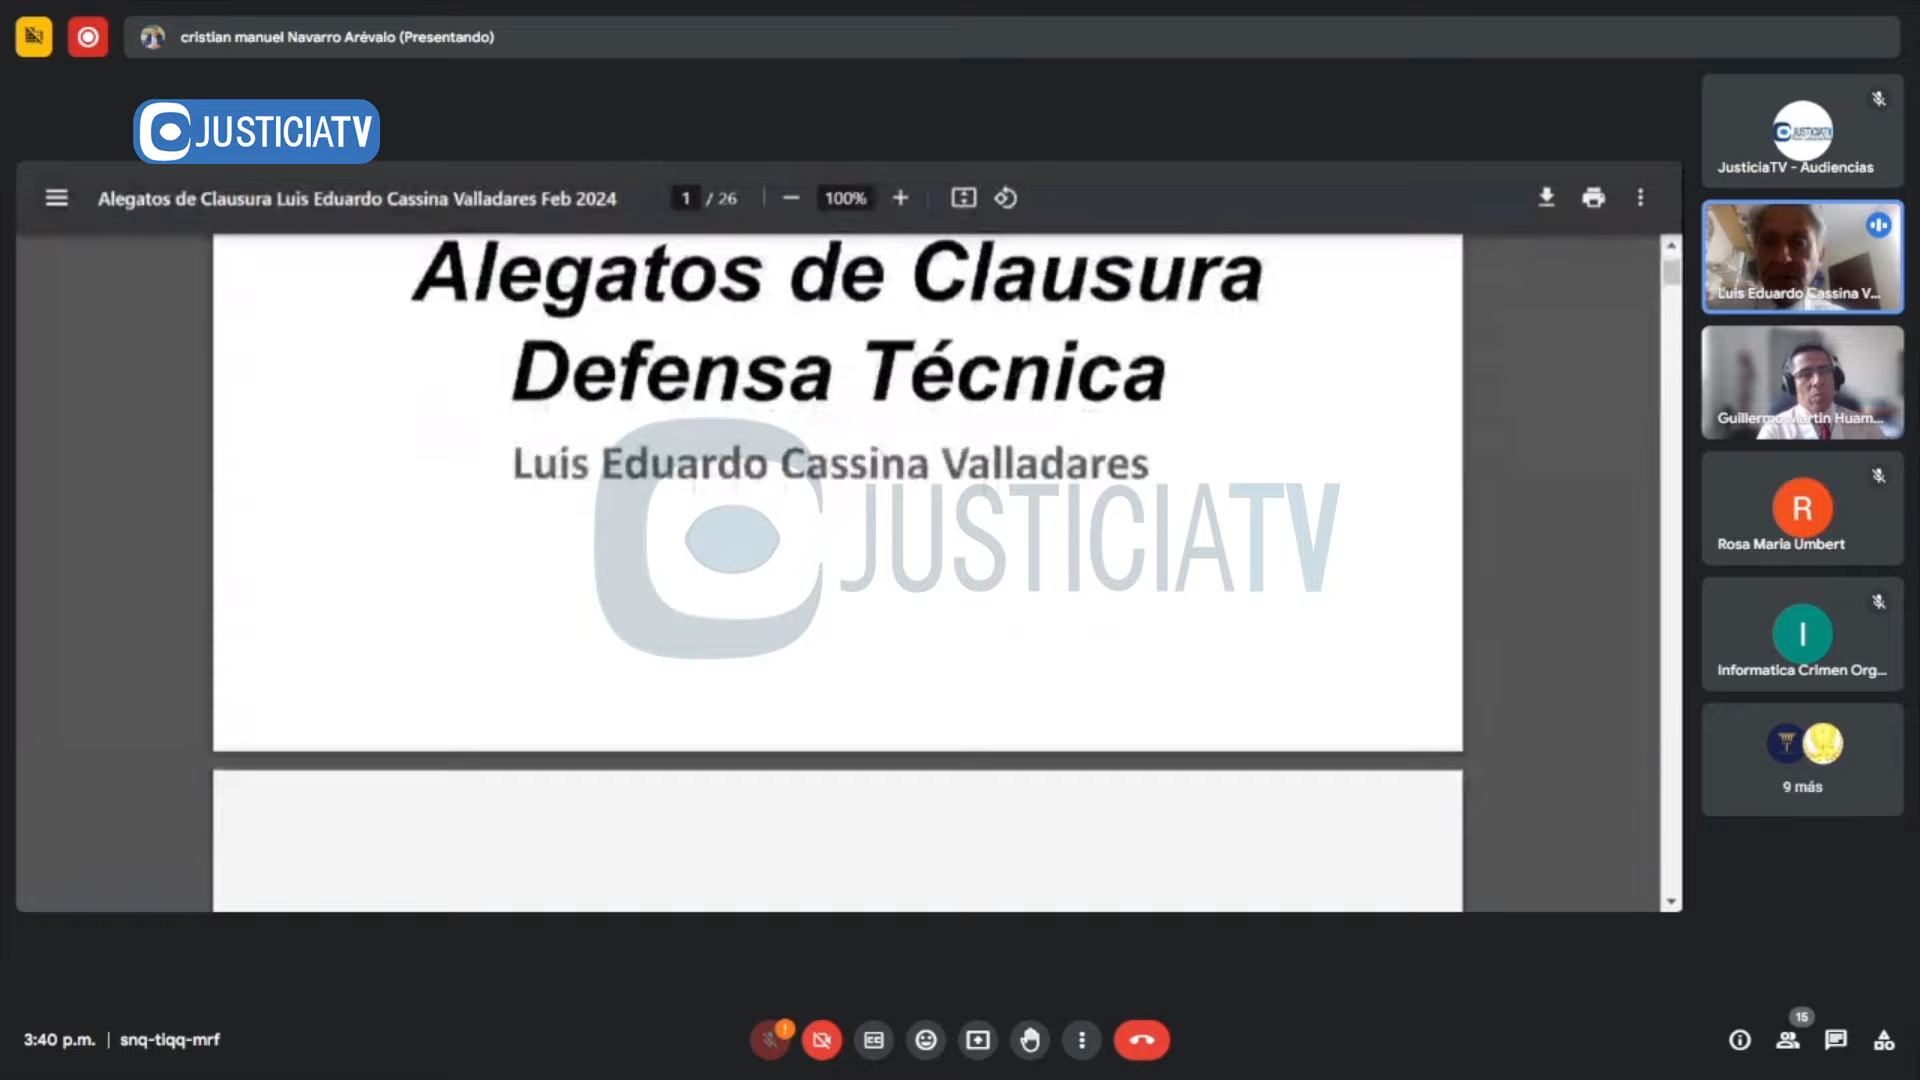 cristian manuel Navarro Arévalo (Presentando)
JUSTICIATV
Alegatos de Clausura Luis Eduardo Cassina Valladares Feb 2024
1 / 26
100%
Alegatos de Clausura
Defensa Técnica
Luis Eduardo Cassina Valladares
JUSTICIATV
JUSTICIATV
JusticiaTV - Audiencias
Luis Eduardo Cassina V...
Guillermo Martin Huam...
R
Rosa Maria Umbert
I
Informatica Crimen Org...
9 más
3:40 p.m.
snq-tiqq-mrf
15